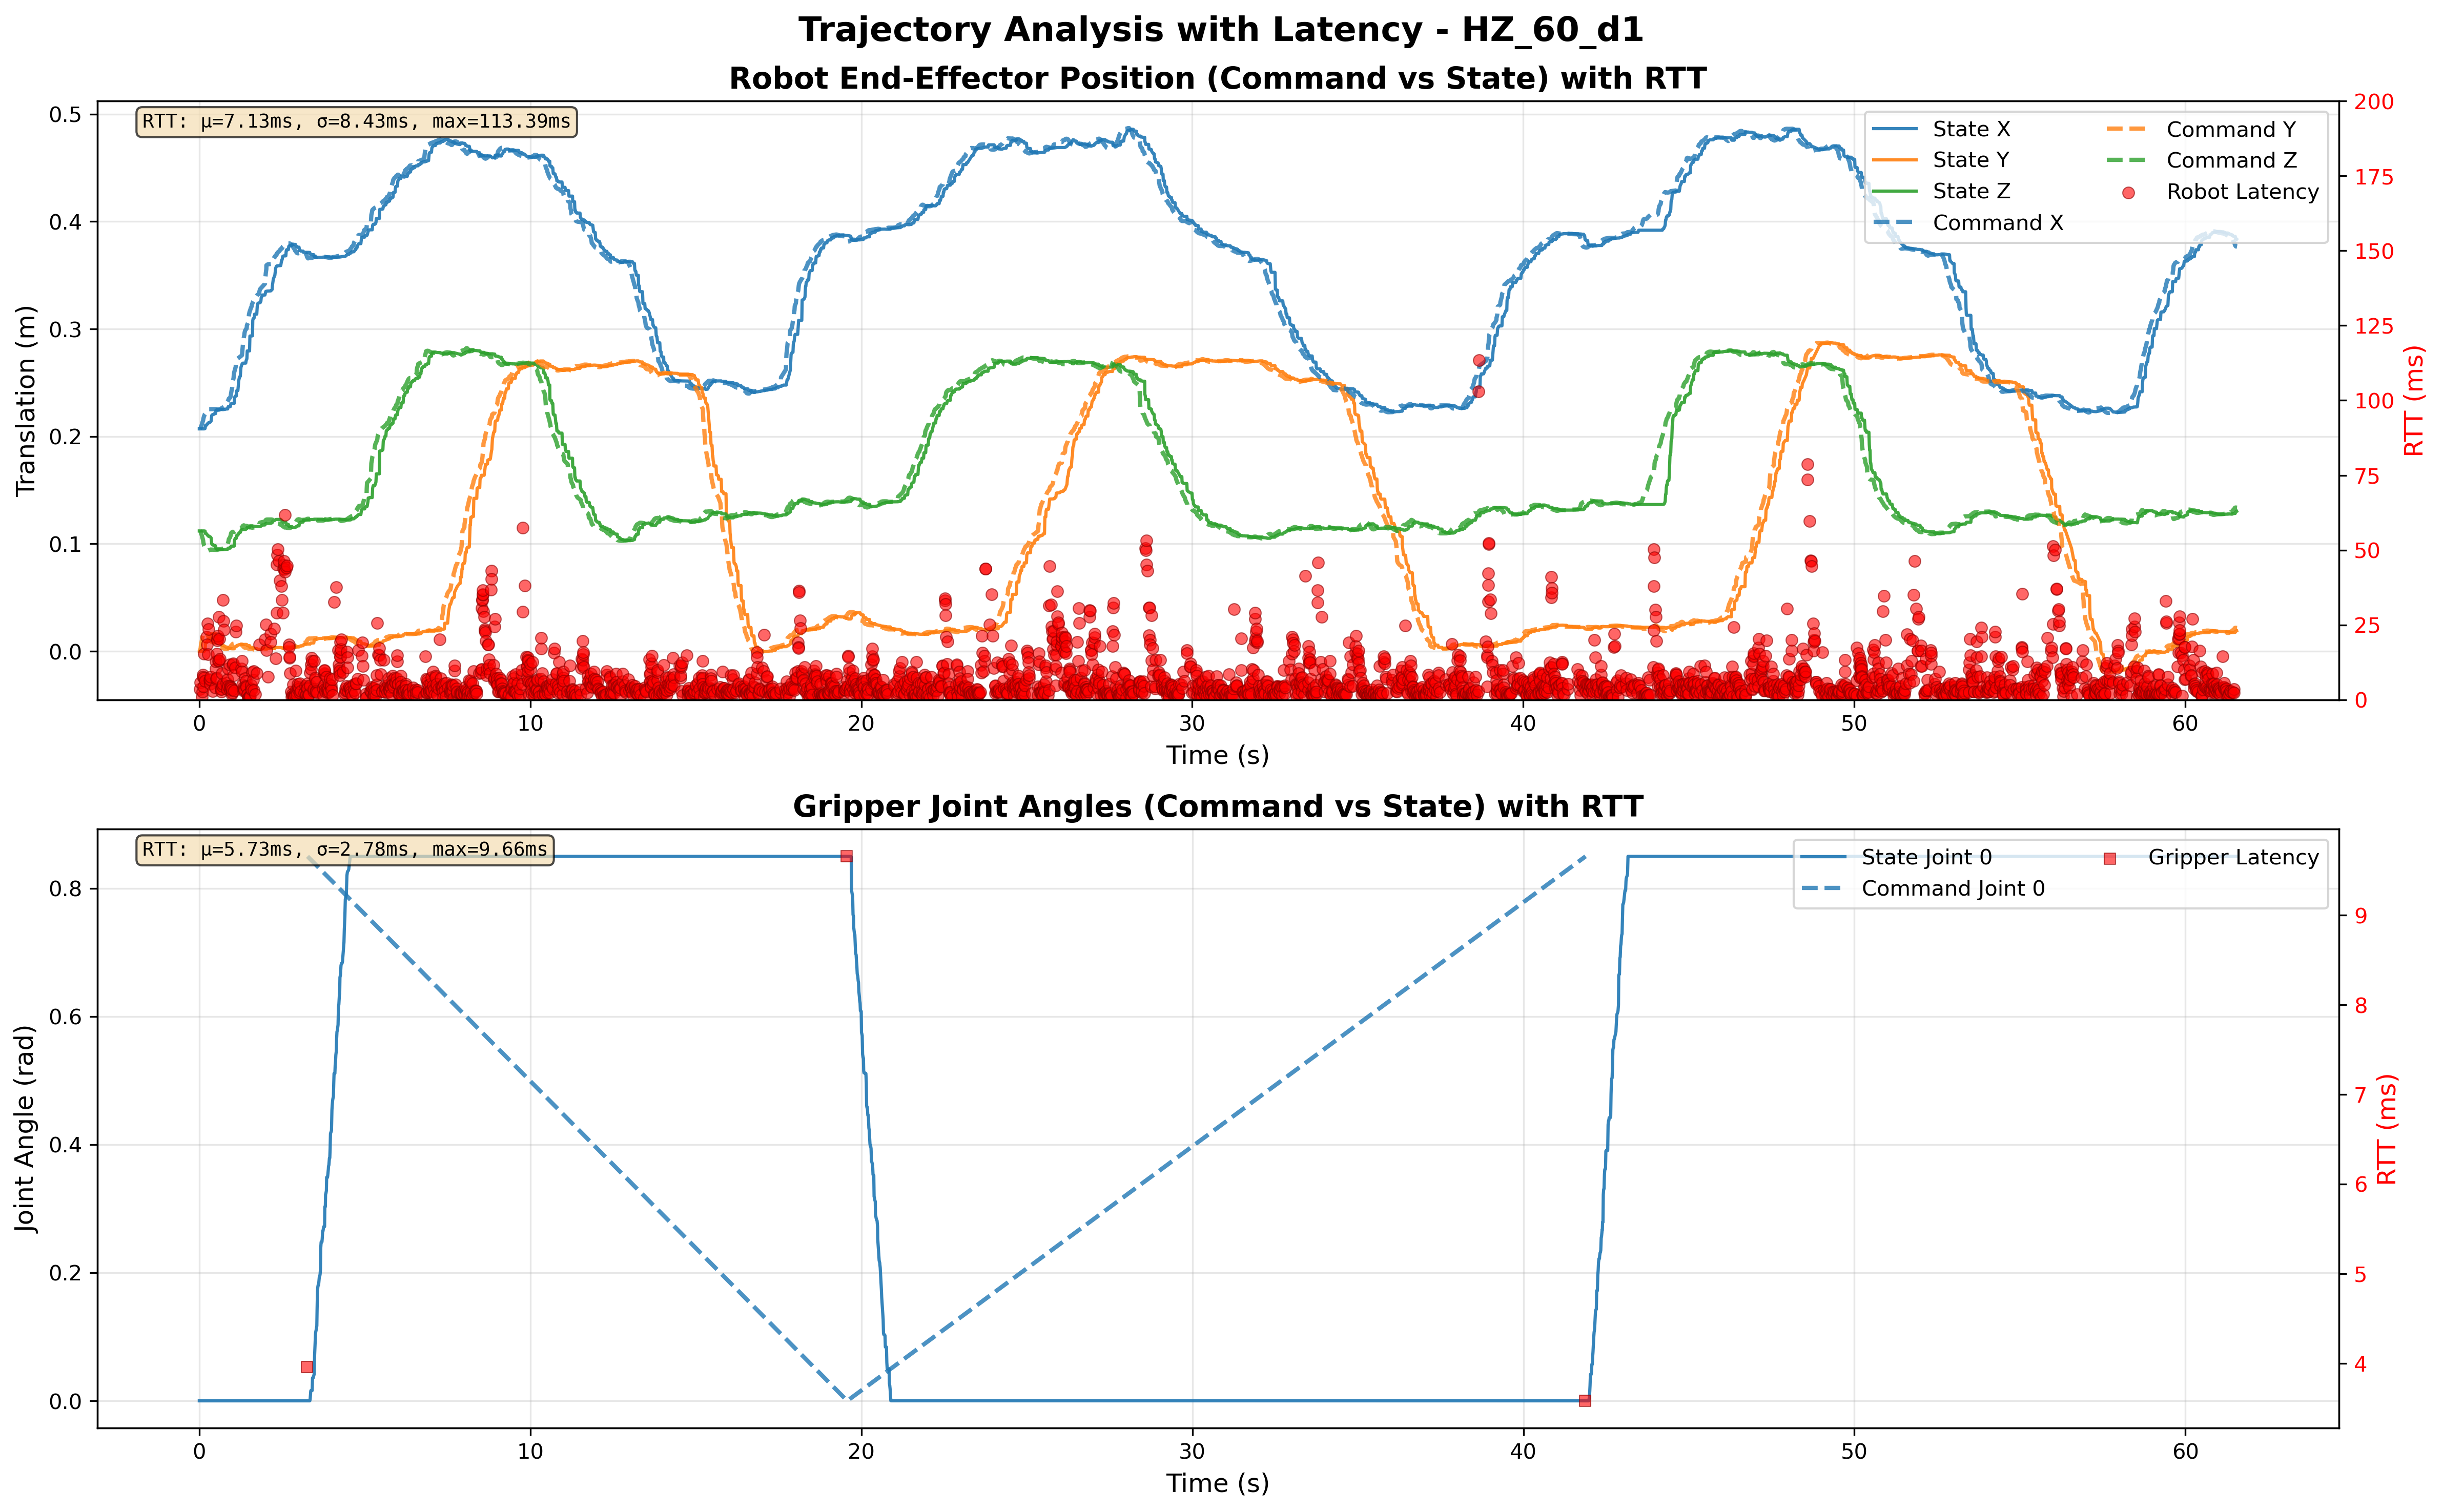 Trajectory Analysis with Latency - HZ_60_d1
Robot End-Effector Position (Command vs State) with RTT
RTT: μ=7.13ms, σ=8.43ms, max=113.39ms
State X
State Y
State Z
Command X
Command Y
Command Z
Robot Latency
Translation (m)
0.5
0.4
0.3
0.2
0.1
0.0
200
175
150
125
100
75
50
25
0
RTT (ms)
0
10
20
30
40
50
60
Time (s)
Gripper Joint Angles (Command vs State) with RTT
RTT: μ=5.73ms, σ=2.78ms, max=9.66ms
State Joint 0
Command Joint 0
Gripper Latency
Joint Angle (rad)
0.8
0.6
0.4
0.2
0.0
9
8
7
6
5
4
RTT (ms)
0
10
20
30
40
50
60
Time (s)